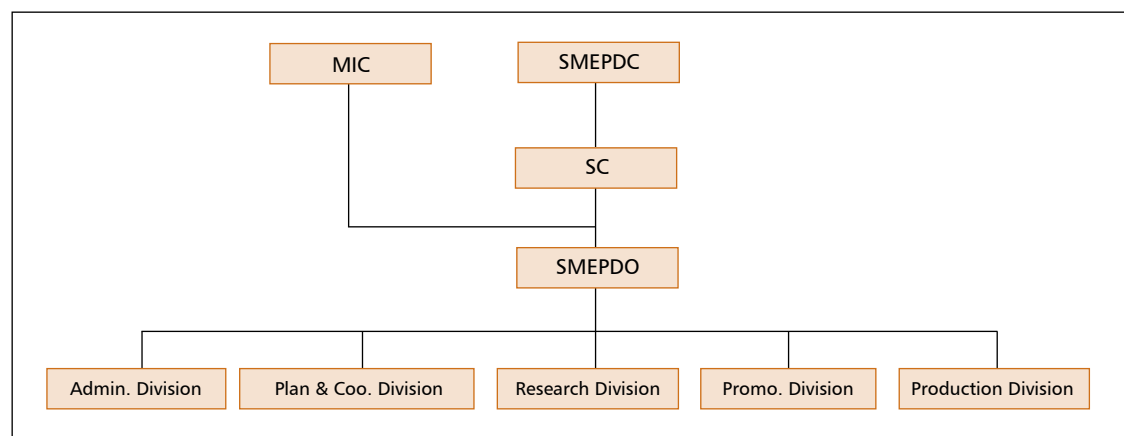 MIC
SMEPDC
SC
SMEPDO
Admin. Division
Plan & Coo. Division
Research Division
Promo. Division
Production Division